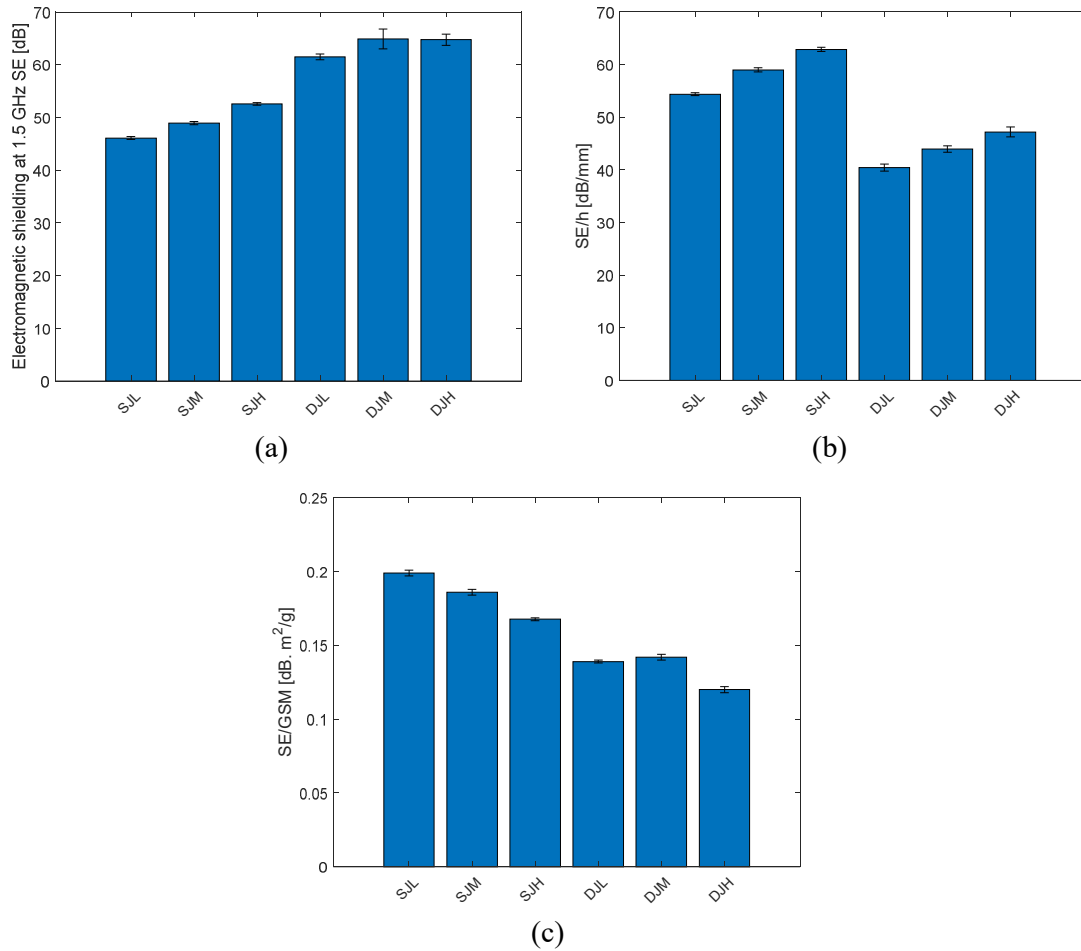 Electromagnetic shielding at 1.5 GHz SE [dB]
70
60
50
40
30
20
10
0
SJL
SJM
SJH
DJL
DJM
DJH
(a)
SE/h [dB/mm]
70
60
50
40
30
20
10
0
SJL
SJM
SJH
DJL
DJM
DJH
(b)
SE/GSM [dB. m²/g]
0.25
0.2
0.15
0.1
0.05
0
SJL
SJM
SJH
DJL
DJM
DJH
(c)